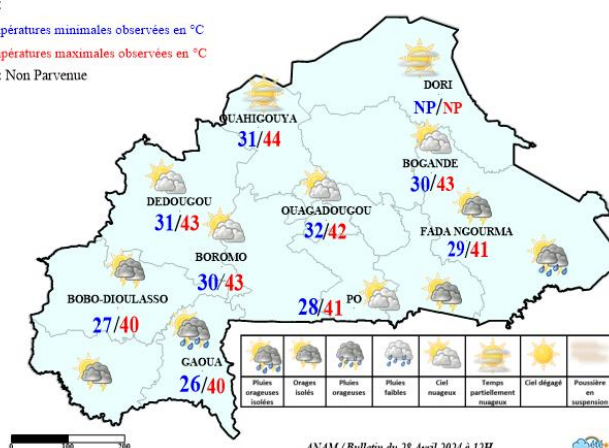 :
pératures minimales observées en °C
pératures maximales observées en °C
: Non Parvenue
DORI
NP/NP
OUAHIGOUYA
31/44
BOGANDE
30/43
DEDOUGOU
31/43
OUAGADOUGOU
32/42
FADA NGOURMA
29/41
BOROMO
30/43
BOBO-DIOULASSO
27/40
PO
28/41
GAOUA
26/40
Pluies orageuses isolées
Orages isolés
Pluies orageuses
Pluies faibles
Ciel nuageux
Temps partiellement nuageux
Ciel dégagé
Poussière en suspension
100 200
ANAM / Bulletin du 28 Avril 2024 à 12H